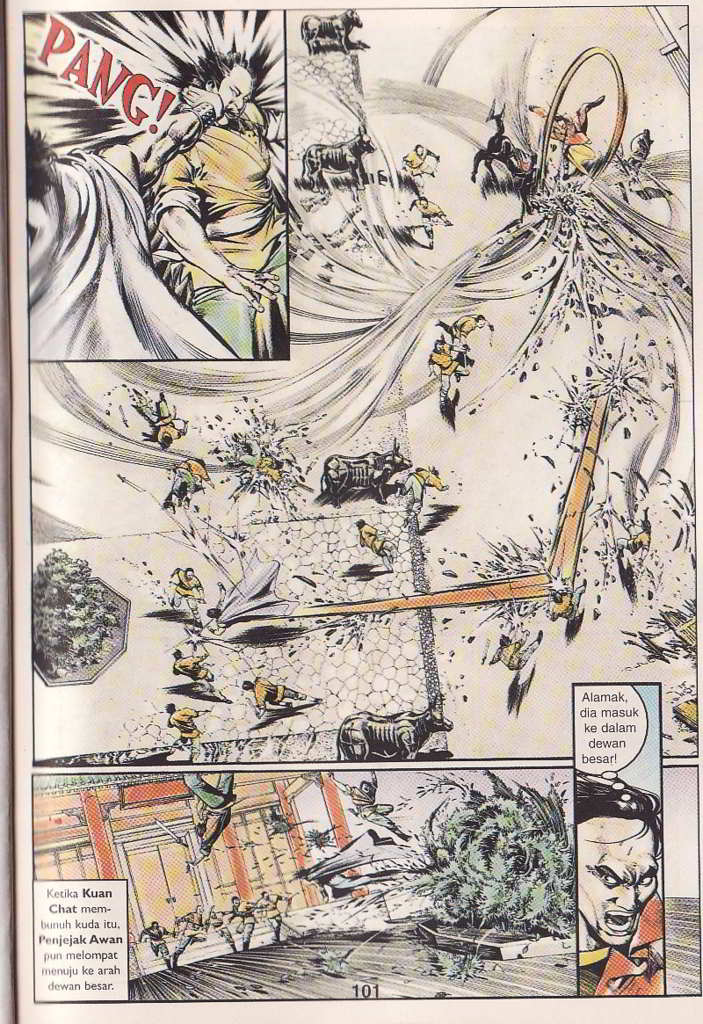 PANG!
Alamak,
dia masuk
ke dalam
dewan
besar!
Ketika Kuan
Chat mem-
bunuh kuda itu,
Penjejak Awan
pun melompat
menuju ke arah
dewan besar.
101